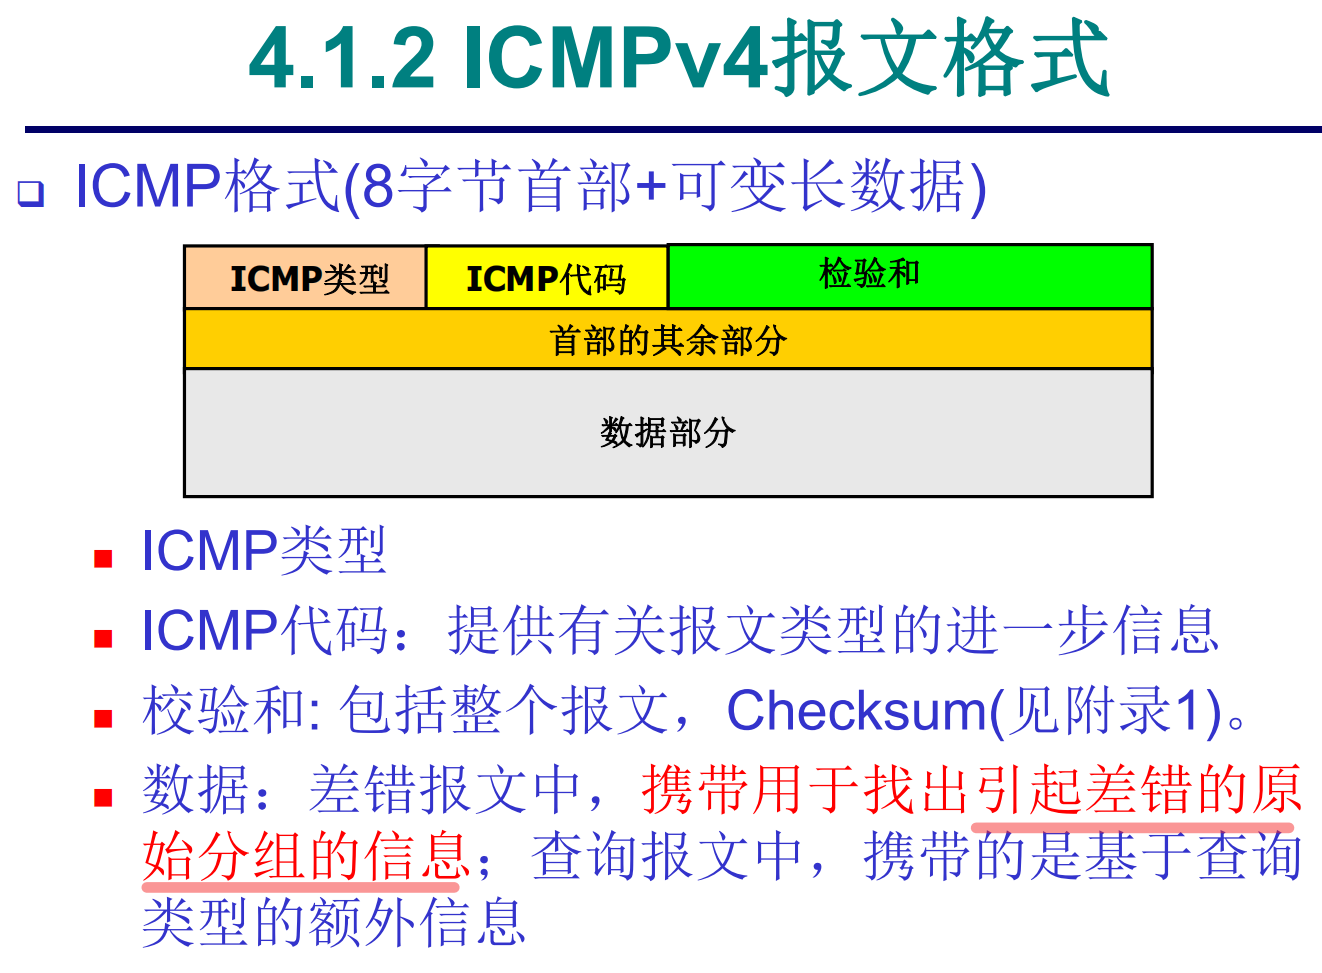 4.1.2 ICMPv4报文格式
ICMP格式(8字节首部+可变长数据)
ICMP类型 ICMP代码 检验和
首部的其余部分
数据部分
ICMP类型
ICMP代码：提供有关报文类型的进一步信息
校验和: 包括整个报文，Checksum(见附录1)。
数据：差错报文中，携带用于找出引起差错的原
始分组的信息；查询报文中，携带的是基于查询
类型的额外信息